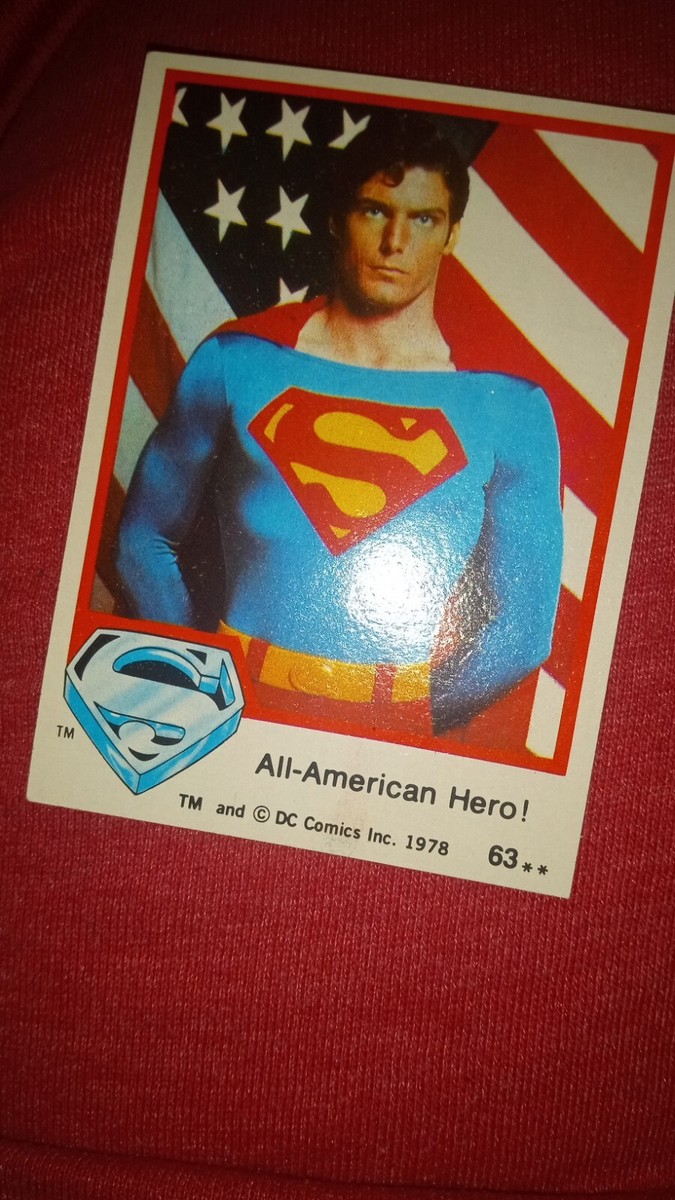 S
S
TM
All-American Hero!
TM and © DC Comics Inc. 1978
63**